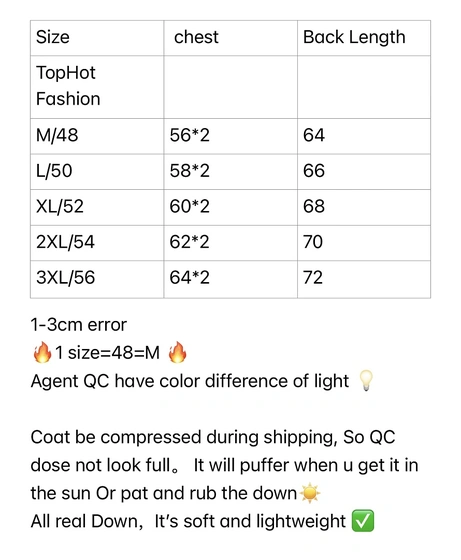 Size chest Back Length
TopHot
Fashion
M/48 56*2 64
L/50 58*2 66
XL/52 60*2 68
2XL/54 62*2 70
3XL/56 64*2 72
1-3cm error
🔥1 size=48=M 🔥
Agent QC have color difference of light 💡
Coat be compressed during shipping, So QC
dose not look full。 It will puffer when u get it in
the sun Or pat and rub the down☀️
All real Down，It’s soft and lightweight ✅